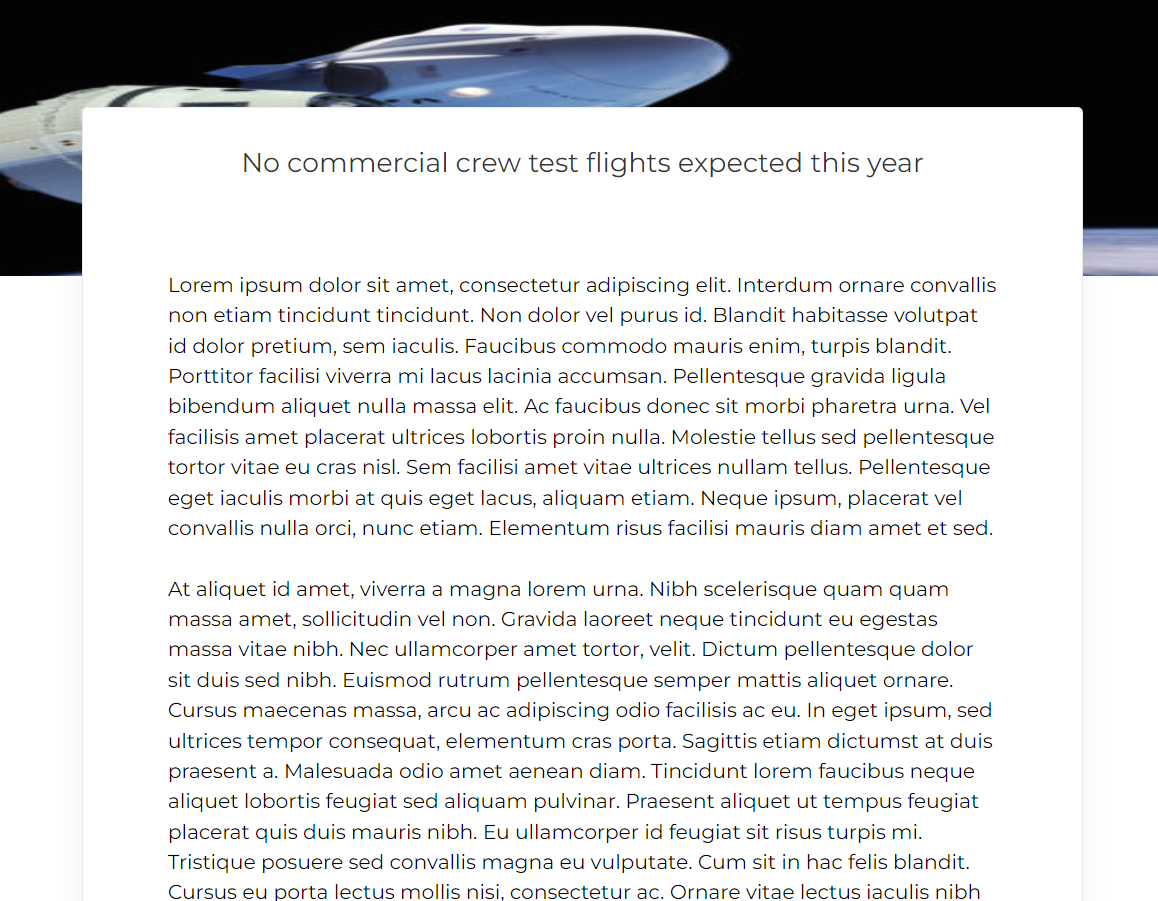 No commercial crew test flights expected this year
Lorem ipsum dolor sit amet, consectetur adipiscing elit. Interdum ornare convallis
non etiam tincidunt tincidunt. Non dolor vel purus id. Blandit habitasse volutpat
id dolor pretium, sem iaculis. Faucibus commodo mauris enim, turpis blandit.
Porttitor facilisi viverra mi lacus lacinia accumsan. Pellentesque gravida ligula
bibendum aliquet nulla massa elit. Ac faucibus donec sit morbi pharetra urna. Vel
facilisis amet placerat ultrices lobortis proin nulla. Molestie tellus sed pellentesque
tortor vitae eu cras nisl. Sem facilisi amet vitae ultrices nullam tellus. Pellentesque
eget iaculis morbi at quis eget lacus, aliquam etiam. Neque ipsum, placerat vel
convallis nulla orci, nunc etiam. Elementum risus facilisi mauris diam amet et sed.
At aliquet id amet, viverra a magna lorem urna. Nibh scelerisque quam quam
massa amet, sollicitudin vel non. Gravida laoreet neque tincidunt eu egestas
massa vitae nibh. Nec ullamcorper amet tortor, velit. Dictum pellentesque dolor
sit duis sed nibh. Euismod rutrum pellentesque semper mattis aliquet ornare.
Cursus maecenas massa, arcu ac adipiscing odio facilisis ac eu. In eget ipsum, sed
ultrices tempor consequat, elementum cras porta. Sagittis etiam dictumst at duis
praesent a. Malesuada odio amet aenean diam. Tincidunt lorem faucibus neque
aliquet lobortis feugiat sed aliquam pulvinar. Praesent aliquet ut tempus feugiat
placerat quis duis mauris nibh. Eu ullamcorper id feugiat sit risus turpis mi.
Tristique posuere sed convallis magna eu vulputate. Cum sit in hac felis blandit.
Cursus eu porta lectus mollis nisi, consectetur ac. Ornare vitae lectus iaculis nibh